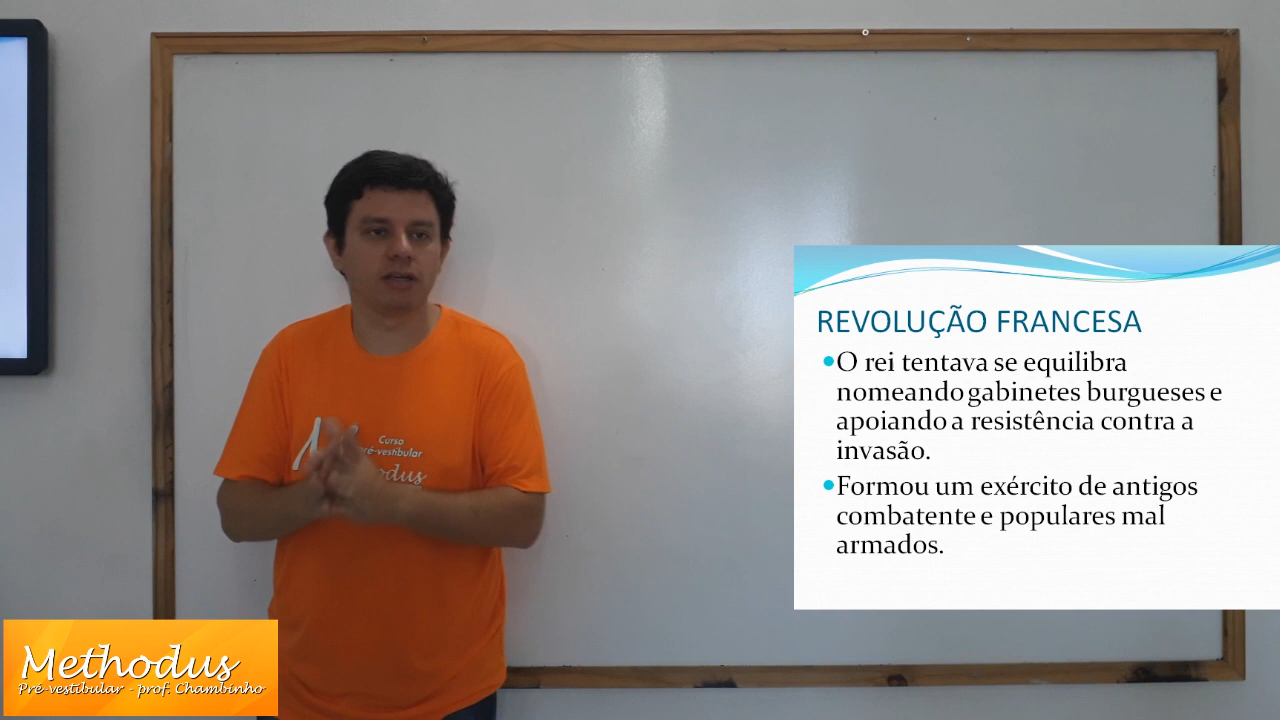 REVOLUÇÃO FRANCESA
O rei tentava se equilibra
nomeando gabinetes burgueses e
apoiando a resistência contra a
invasão.
Formou um exército de antigos
combatente e populares mal
armados.
Curso
pré-vestibular
Methodus
Pré-vestibular - prof. Chambinho